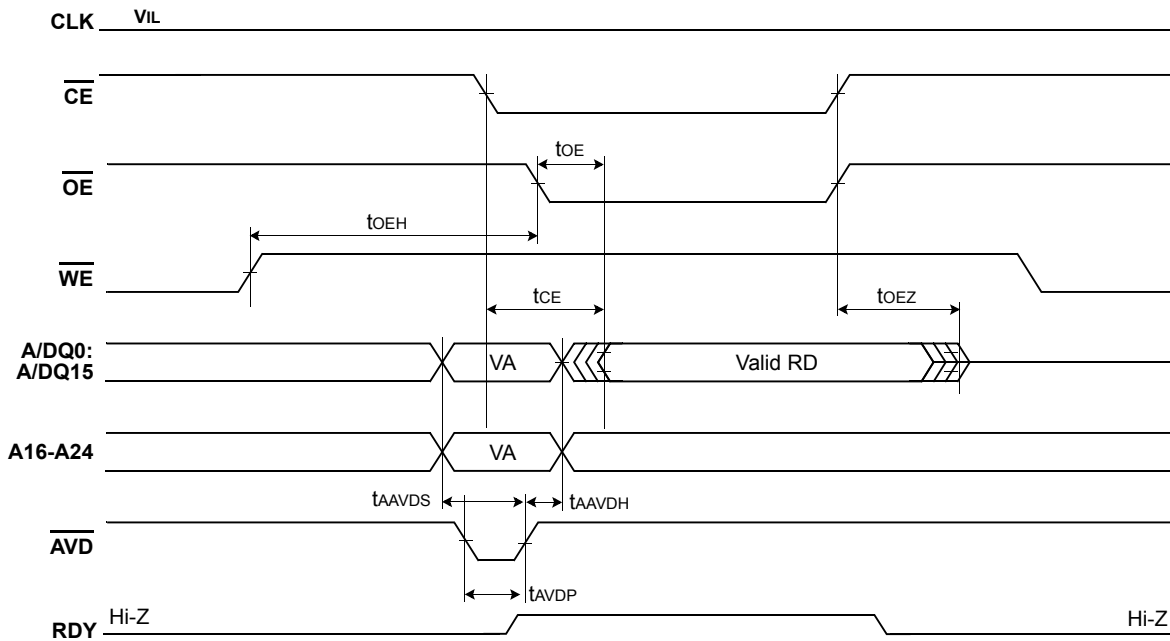 CLK VIL
CE
tOE
OE
tOEH
WE
tCE tOEZ
A/DQ0:
A/DQ15
VA Valid RD
A16-A24 VA
tAAVDS tAAVDH
AVD
tAVDP
RDY Hi-Z Hi-Z